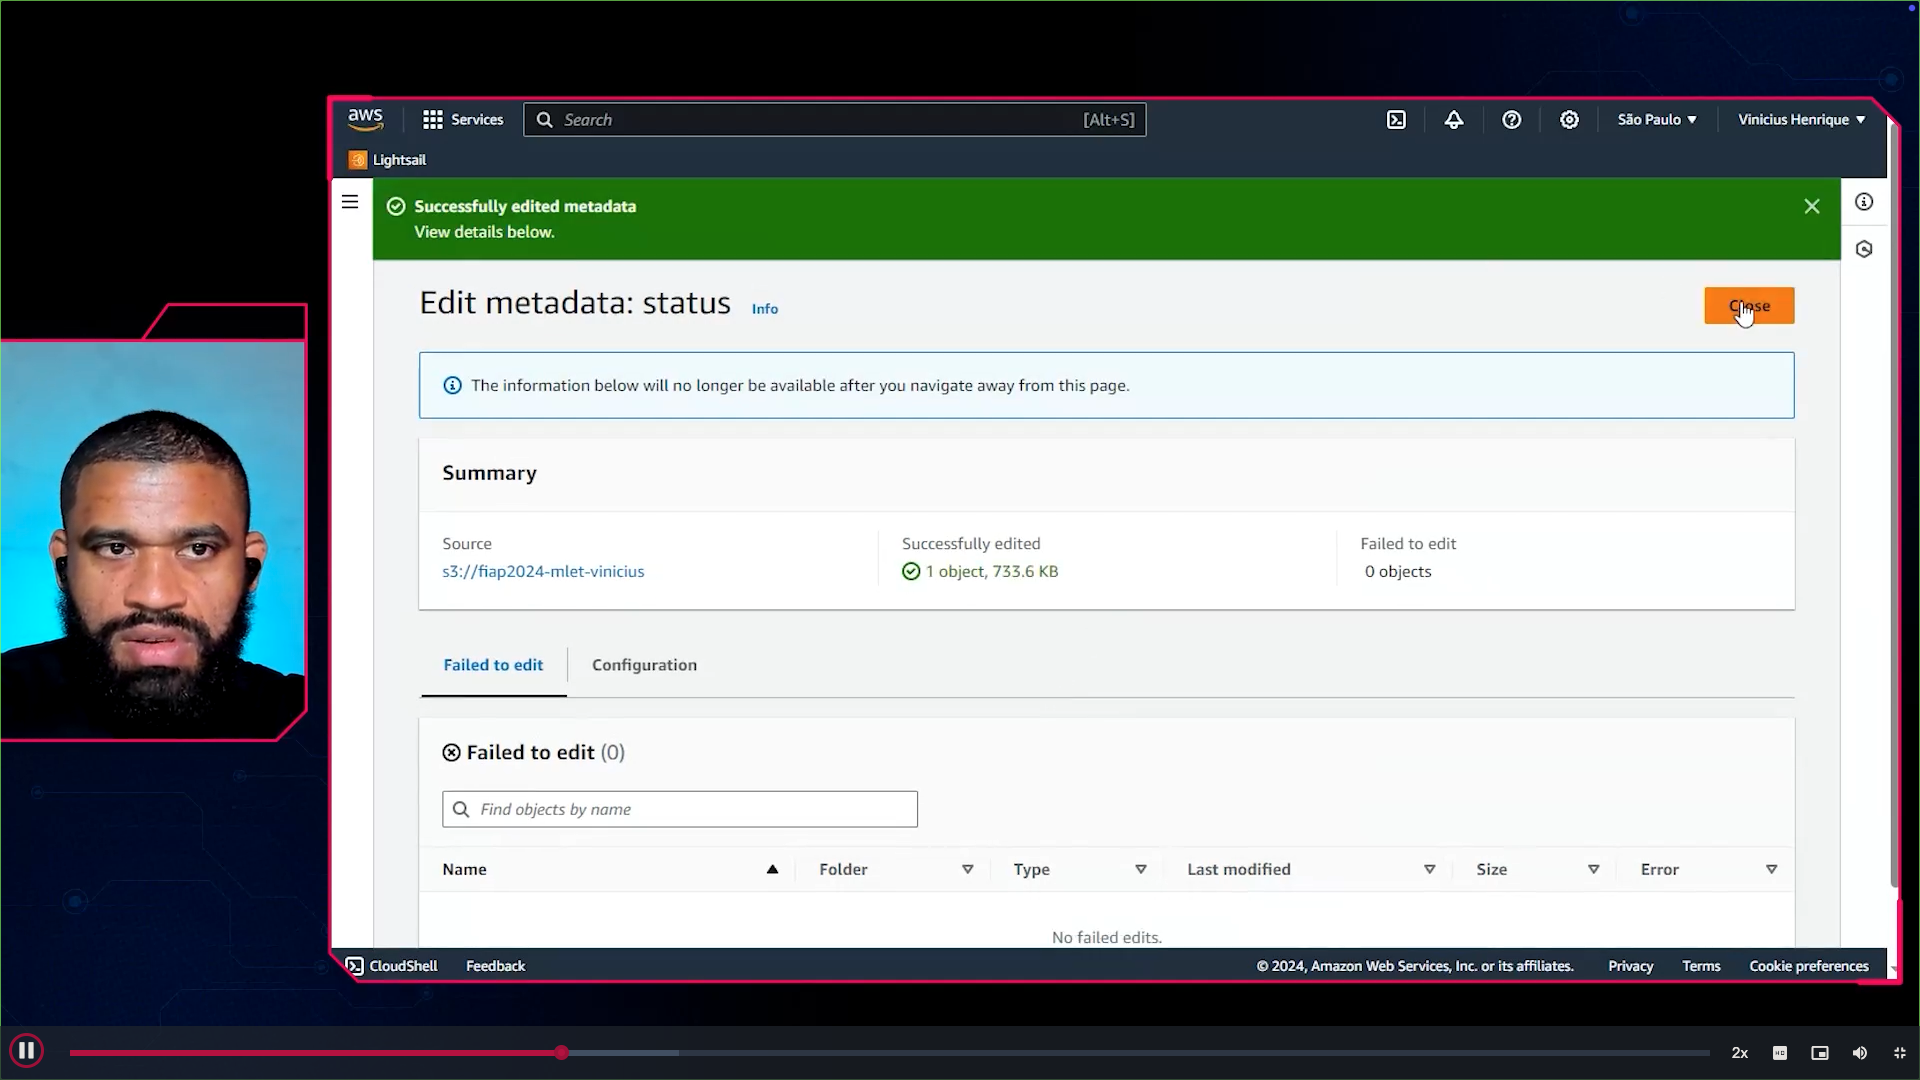 aws
Services
Search
[Alt+S]
São Paulo
Vinicius Henrique
Lightsail
Successfully edited metadata
View details below.
Edit metadata: status
Info
Close
The information below will no longer be available after you navigate away from this page.
Summary
Source
Successfully edited
Failed to edit
s3://fiap2024-mlet-vinicius
1 object, 733.6 KB
0 objects
Failed to edit
Configuration
Failed to edit (0)
Find objects by name
Name
Folder
Type
Last modified
Size
Error
No failed edits.
CloudShell
Feedback
© 2024, Amazon Web Services, Inc. or its affiliates.
Privacy
Terms
Cookie preferences
2x
HD